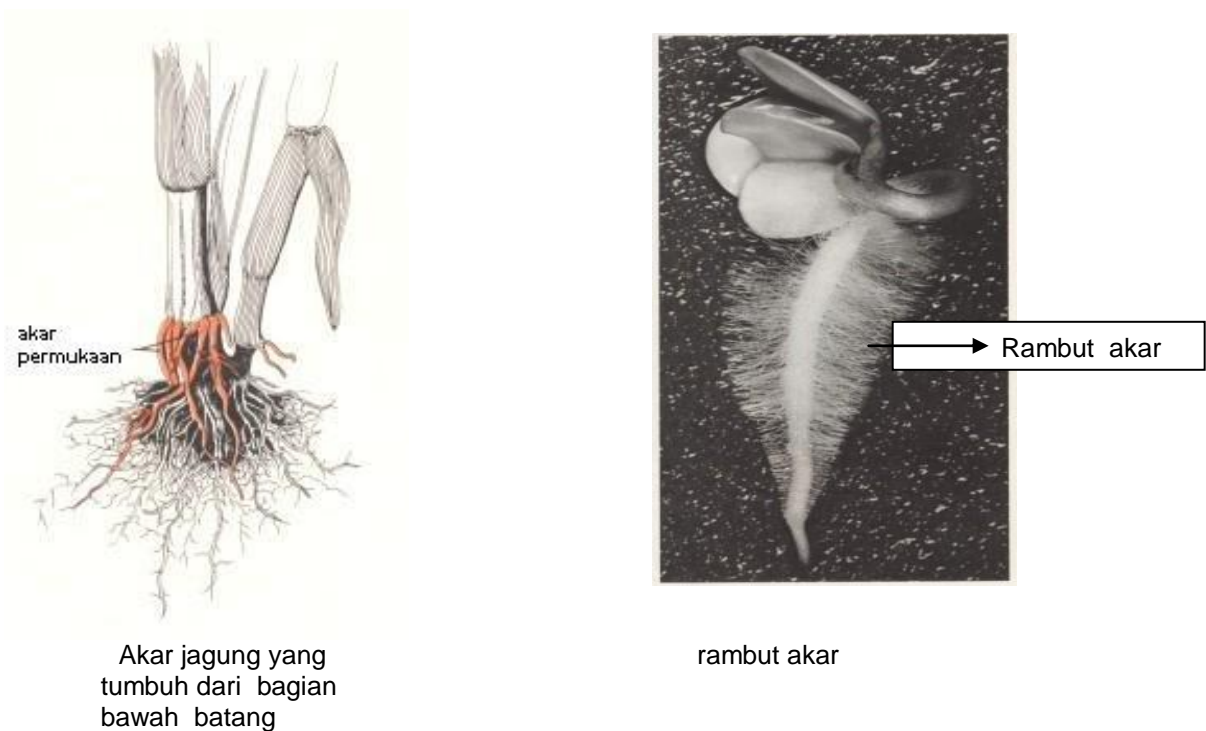 akar
permukaan
Rambut akar
Akar jagung yang
tumbuh dari bagian
bawah batang
rambut akar